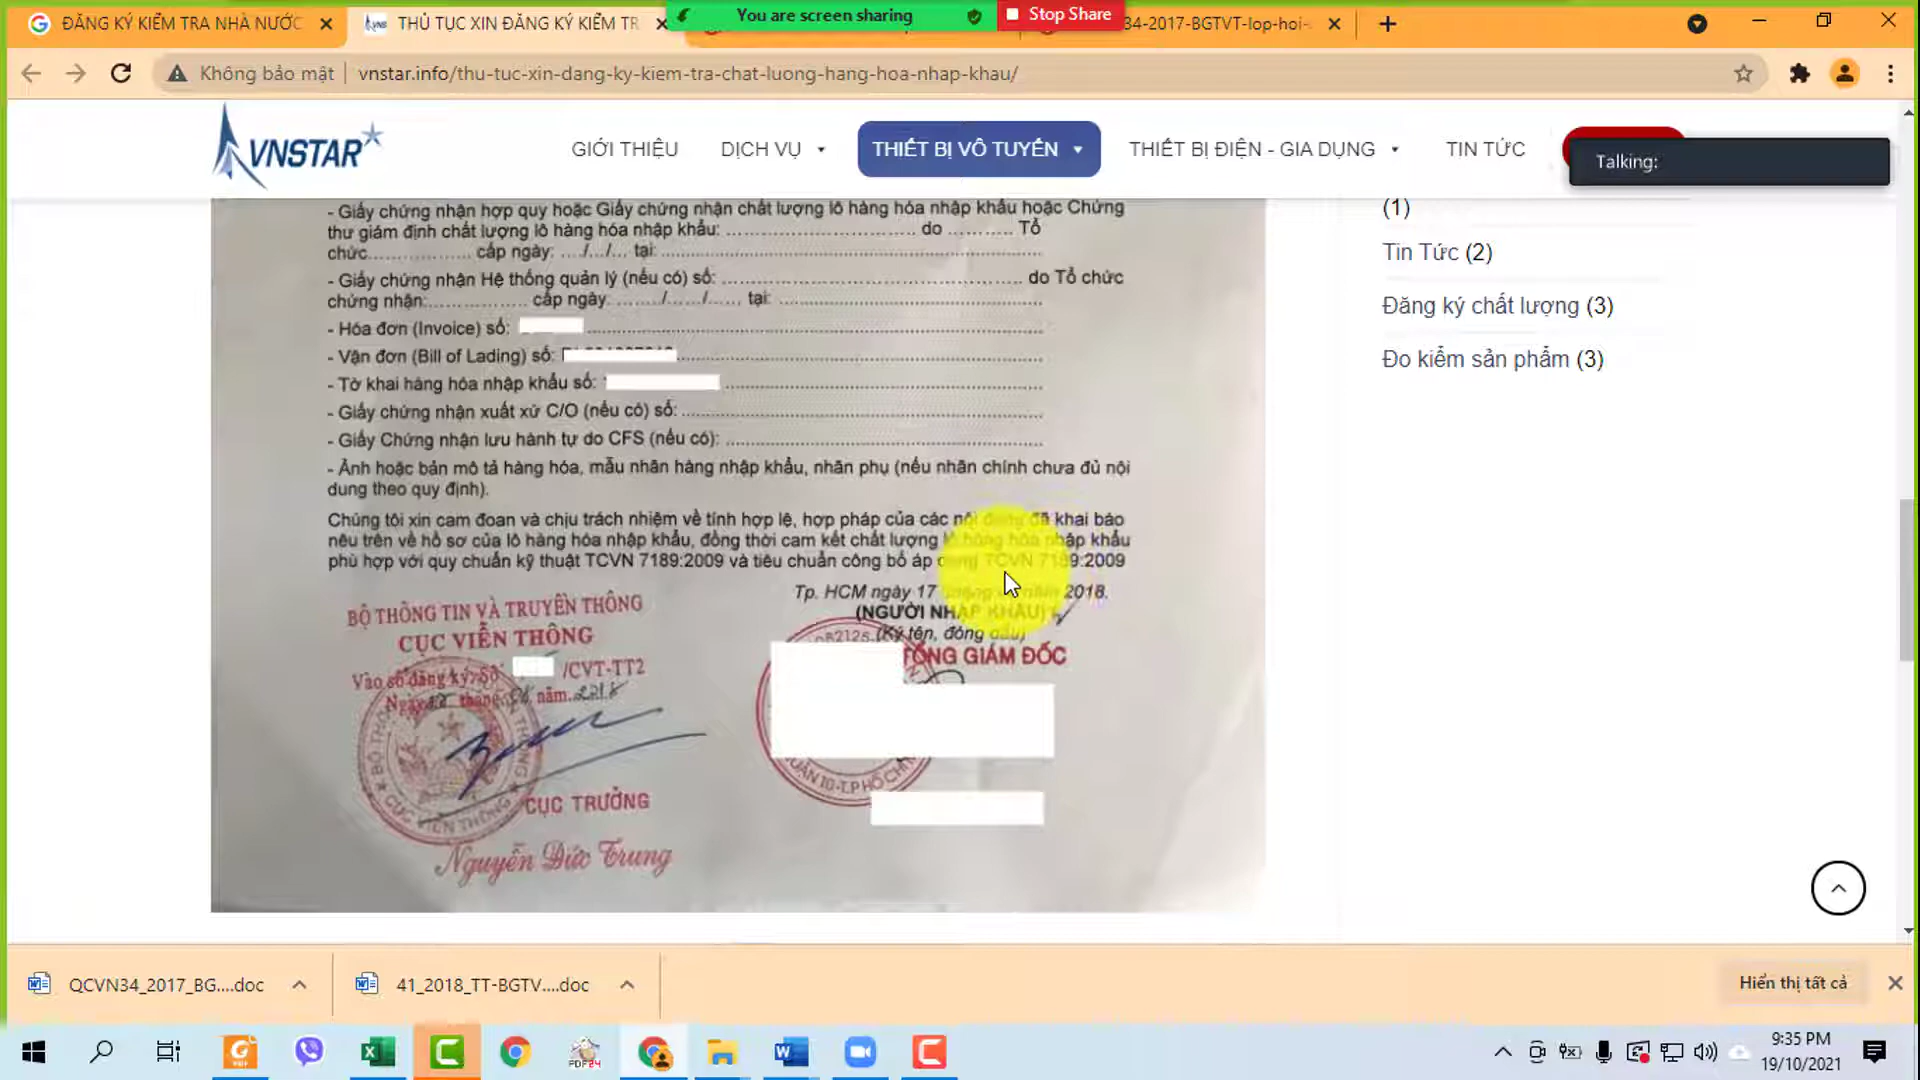 ĐĂNG KÝ KIỂM TRA NHÀ NƯỚC
THỦ TỤC XIN ĐĂNG KÝ KIỂM TR
You are screen sharing
Stop Share
34-2017-BGTVT-lop-hoi-
Không bảo mật
vnstar.info/thu-tuc-xin-dang-ky-kiem-tra-chat-luong-hang-hoa-nhap-khau/
VNSTAR
GIỚI THIỆU
DỊCH VỤ
THIẾT BỊ VÔ TUYẾN
THIẾT BỊ ĐIỆN - GIA DỤNG
TIN TỨC
Talking:
- Giấy chứng nhận hợp quy hoặc Giấy chứng nhận chất lượng lô hàng hóa nhập khẩu hoặc Chứng
thư giám định chất lượng lô hàng hóa nhập khẩu: .................................. do ........... Tổ
chức................... cấp ngày: ..../..../.... tại: ............................................
- Giấy chứng nhận Hệ thống quản lý (nếu có) số: .................................................... do Tổ chức
chứng nhận:.................. cấp ngày. ......./....../......, tại: ..............................
- Hóa đơn (Invoice) số:
- Vận đơn (Bill of Lading) số:
- Tờ khai hàng hóa nhập khẩu số:
- Giấy chứng nhận xuất xứ C/O (nếu có) số: ..............................
- Giấy Chứng nhận lưu hành tự do CFS (nếu có): ..............................
- Ảnh hoặc bản mô tả hàng hóa, mẫu nhãn hàng nhập khẩu, nhãn phụ (nếu nhãn chính chưa đủ nội
dung theo quy định).
Chúng tôi xin cam đoan và chịu trách nhiệm về tính hợp lệ, hợp pháp của các nội dung đã khai báo
nêu trên về hồ sơ của lô hàng hóa nhập khẩu, đồng thời cam kết chất lượng lô hàng hóa nhập khẩu
phù hợp với quy chuẩn kỹ thuật TCVN 7189:2009 và tiêu chuẩn công bố áp dụng TCVN 7189:2009
Tp. HCM ngày 17 năm 2018.
(NGƯỜI NHẬP KHẨU)
(Ký tên, đóng dấu)
TỔNG GIÁM ĐỐC
QUẬN 10-T.P HỒ CHÍ
BỘ THÔNG TIN VÀ TRUYỀN THÔNG
CỤC VIỄN THÔNG
Vào sổ đăng ký số /CVT-TT2
Ngày tháng năm 2018
CỤC VIỄN THÔNG
CỤC TRƯỞNG
Nguyễn Đức Trung
(1)
Tin Tức (2)
Đăng ký chất lượng (3)
Đo kiểm sản phẩm (3)
QCVN34_2017_BG....doc
41_2018_TT-BGTV....doc
Hiển thị tất cả
PDF24
9:35 PM
19/10/2021